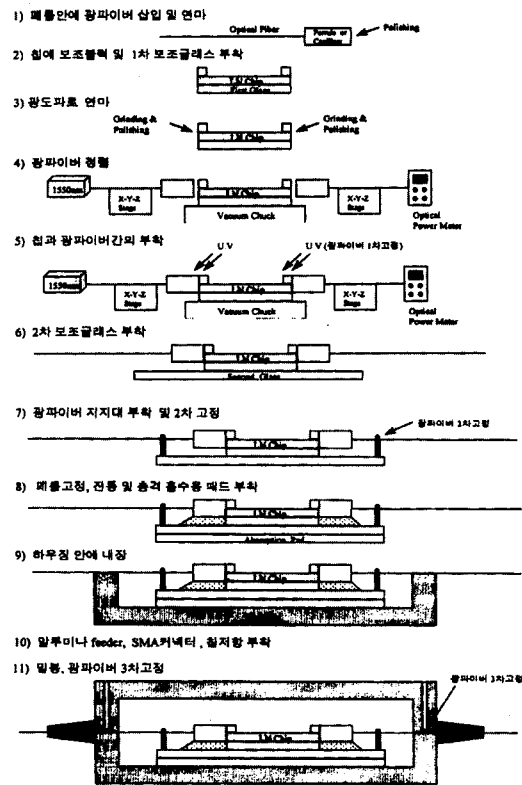 1) 페룰안에 광파이버 삽입 및 연마
Optical Fiber
Ferrule or
Capillary
Polishing
2) 칩에 보조블럭 및 1차 보조글래스 부착
LN Chip
First Glass
3) 광도파로 연마
Grinding &
Polishing
LN Chip
Grinding &
Polishing
4) 광파이버 정렬
1550nm
X-Y-Z
Stage
LN Chip
Vacuum Chuck
X-Y-Z
Stage
Optical
Power Meter
5) 칩과 광파이버간의 부착
UV
UV (광파이버 1차고정)
1550nm
X-Y-Z
Stage
LN Chip
Vacuum Chuck
X-Y-Z
Stage
Optical
Power Meter
6) 2차 보조글래스 부착
LN Chip
Second Glass
7) 광파이버 지지대 부착 및 2차 고정
광파이버 2차고정
LN Chip
8) 페룰고정, 진동 및 충격 흡수용 패드 부착
LN Chip
Absorption Pad
9) 하우징 안에 내장
LN Chip
10) 알루미나 feeder, SMA커넥터, 칩저항 부착
11) 밀봉, 광파이버 3차고정
광파이버 3차고정
LN Chip